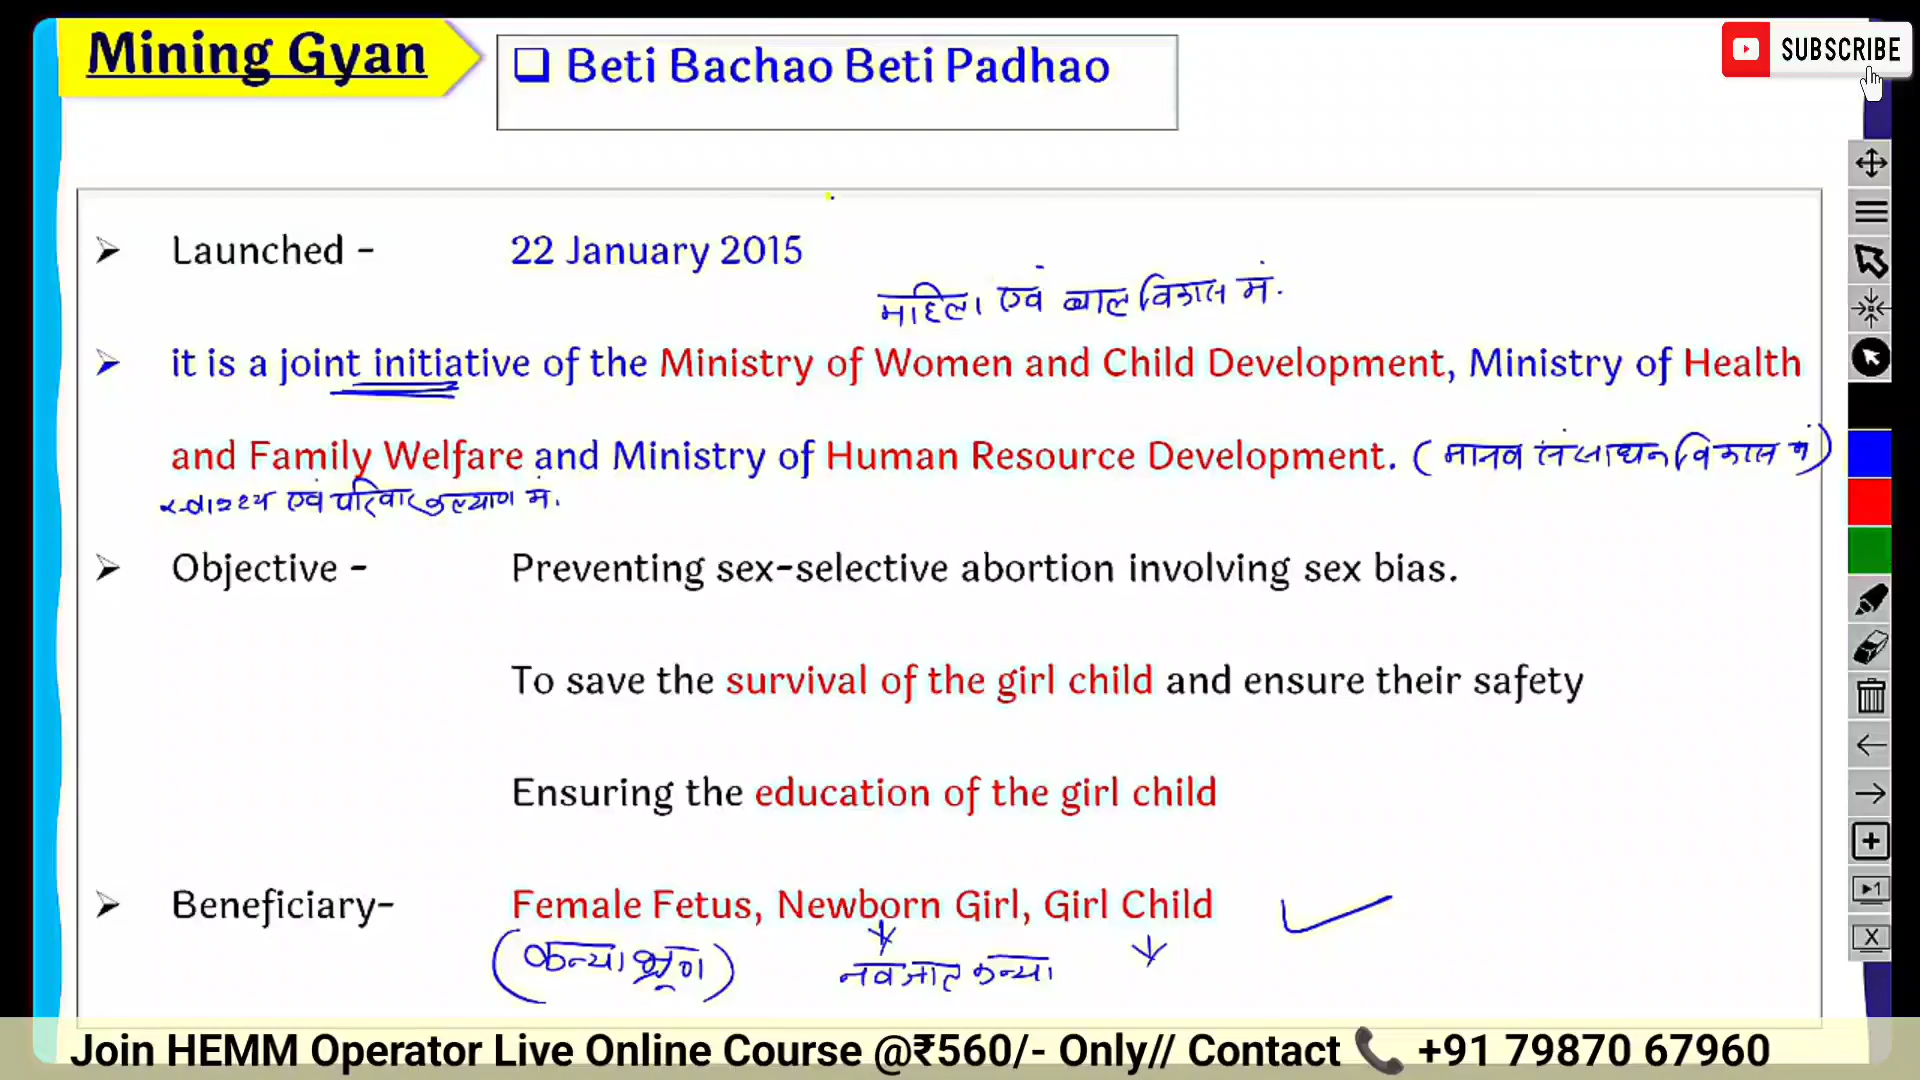 Mining Gyan
❑ Beti Bachao Beti Padhao
SUBSCRIBE
➢ Launched - 22 January 2015
महिला एवं बाल विकास मं.
➢ it is a joint initiative of the Ministry of Women and Child Development, Ministry of Health
and Family Welfare and Ministry of Human Resource Development. (मानव संसाधन विकास मं)
स्वास्थ्य एवं परिवार कल्याण मं.
➢ Objective - Preventing sex-selective abortion involving sex bias.
To save the survival of the girl child and ensure their safety
Ensuring the education of the girl child
➢ Beneficiary- Female Fetus, Newborn Girl, Girl Child
(कन्या भ्रूण) नवजात कन्या
Join HEMM Operator Live Online Course @₹560/- Only// Contact 📞 +91 79870 67960